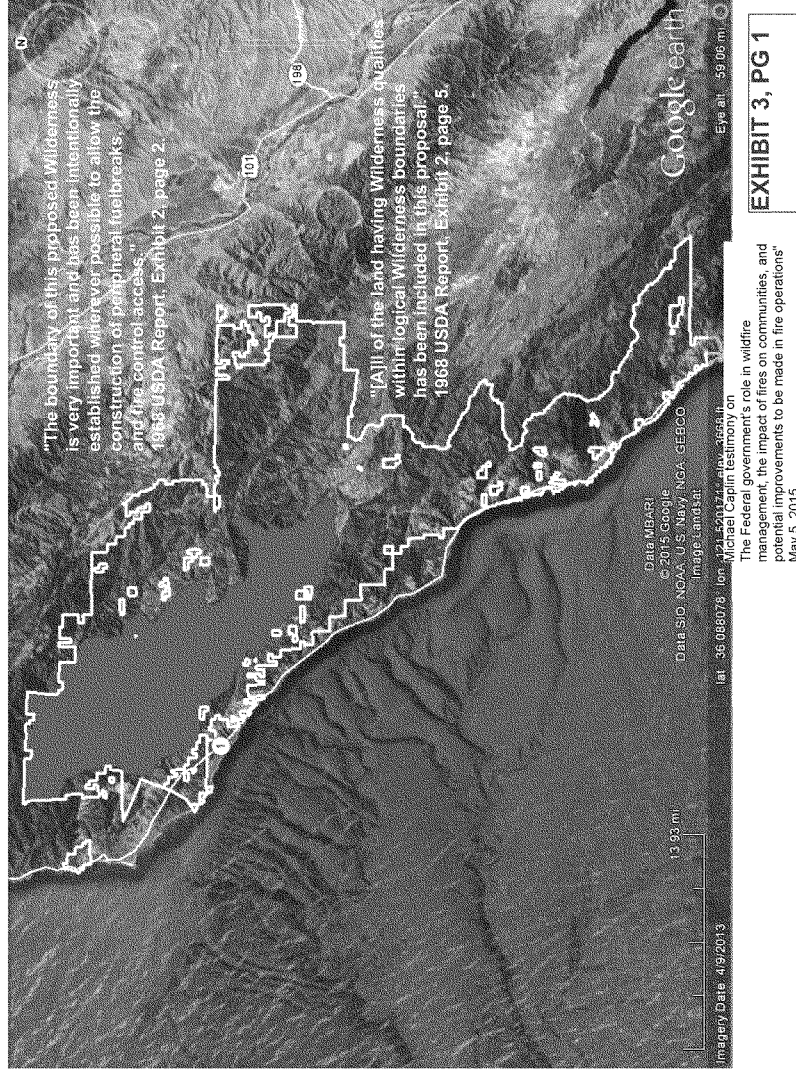 N
"The boundary of this proposed Wilderness
is very important and has been intentionally
established wherever possible to allow the
construction of peripheral fuelbreaks
and fire control access."
1968 USDA Report, Exhibit 2, page 2.
101
198
"[A]ll of the land having Wilderness qualities
within logical Wilderness boundaries
has been included in this proposal."
1968 USDA Report, Exhibit 2, page 5.
1
Data MBARI
© 2015 Google
Data SIO, NOAA, U.S. Navy, NGA, GEBCO
Image Landsat
Google earth
13.93 mi
Imagery Date 4/9/2013
lat 36.088078 lon -121.520171° elev 3669 ft
Eye alt 59.06 mi
Michael Caplin testimony on
The Federal government's role in wildfire
management, the impact of fires on communities, and
potential improvements to be made in fire operations"
May 5, 2015
EXHIBIT 3, PG 1